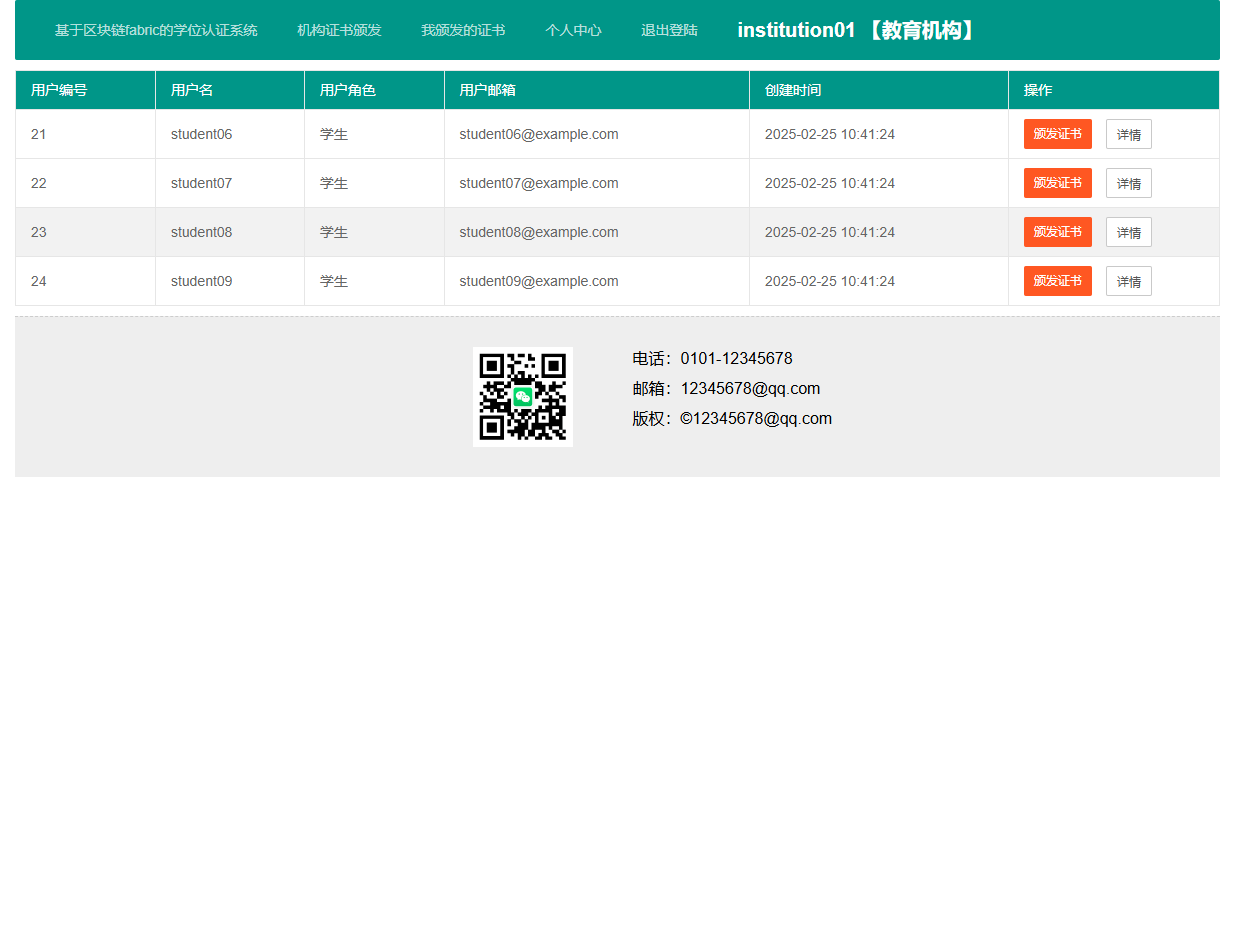 基于区块链fabric的学位认证系统 机构证书颁发 我颁发的证书 个人中心 退出登陆 institution01 【教育机构】
用户编号 用户名 用户角色 用户邮箱 创建时间 操作
21 student06 学生 student06@example.com 2025-02-25 10:41:24 颁发证书 详情
22 student07 学生 student07@example.com 2025-02-25 10:41:24 颁发证书 详情
23 student08 学生 student08@example.com 2025-02-25 10:41:24 颁发证书 详情
24 student09 学生 student09@example.com 2025-02-25 10:41:24 颁发证书 详情
电话：0101-12345678
邮箱：12345678@qq.com
版权：©12345678@qq.com